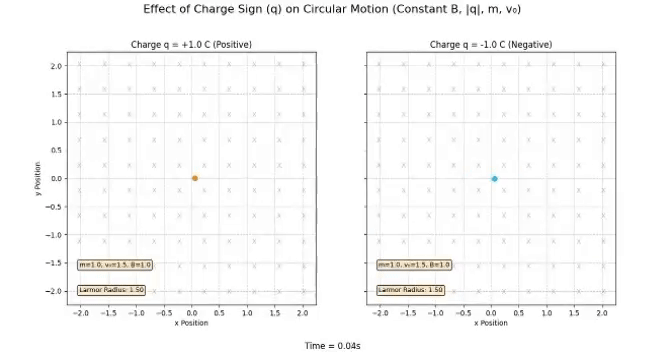 Effect of Charge Sign (q) on Circular Motion (Constant B, |q|, m, v₀)
Charge q = +1.0 C (Positive)
2.0
1.5
1.0
0.5
0.0
−0.5
−1.0
−1.5
−2.0
y Position
m=1.0, v₀=1.5, B=1.0
Larmor Radius: 1.50
−2.0 −1.5 −1.0 −0.5 0.0 0.5 1.0 1.5 2.0
x Position
Charge q = -1.0 C (Negative)
m=1.0, v₀=1.5, B=1.0
Larmor Radius: 1.50
−2.0 −1.5 −1.0 −0.5 0.0 0.5 1.0 1.5 2.0
x Position
Time = 0.04s